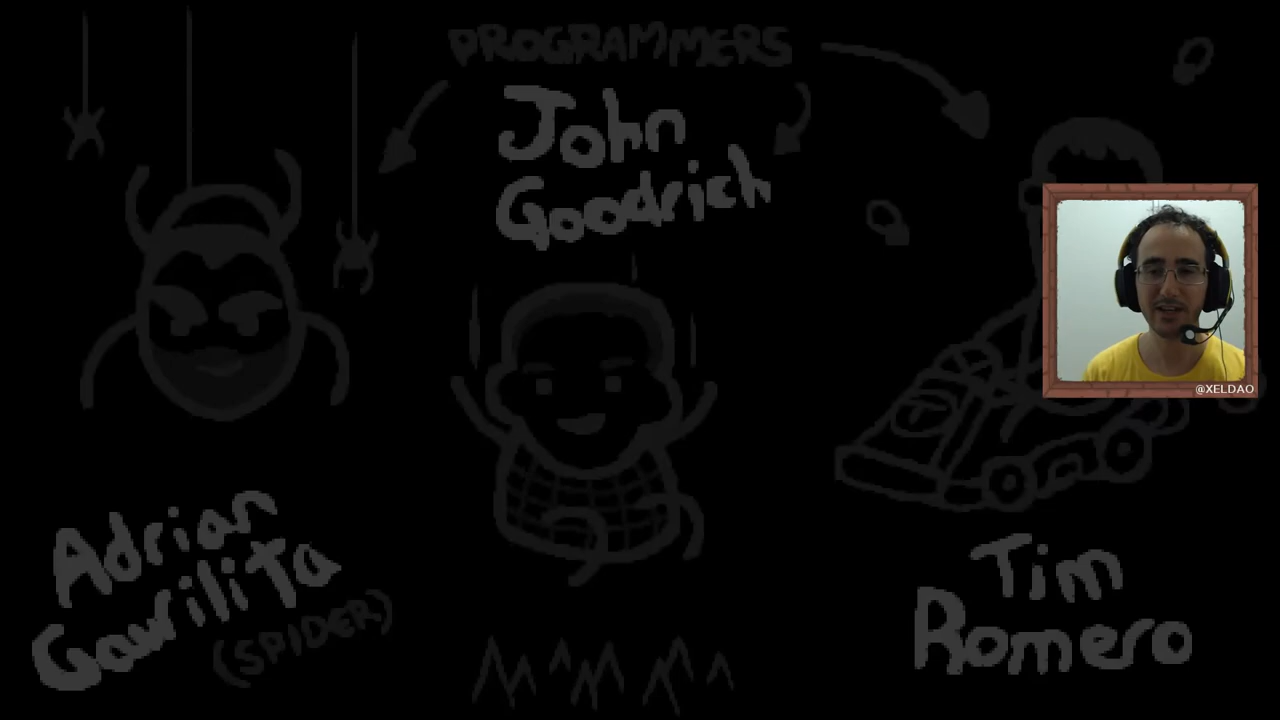 PROGRAMMERS
John
Goodrich
@XELDAO
Adrian
Gavrilita
(SPIDER)
Tim
Romero